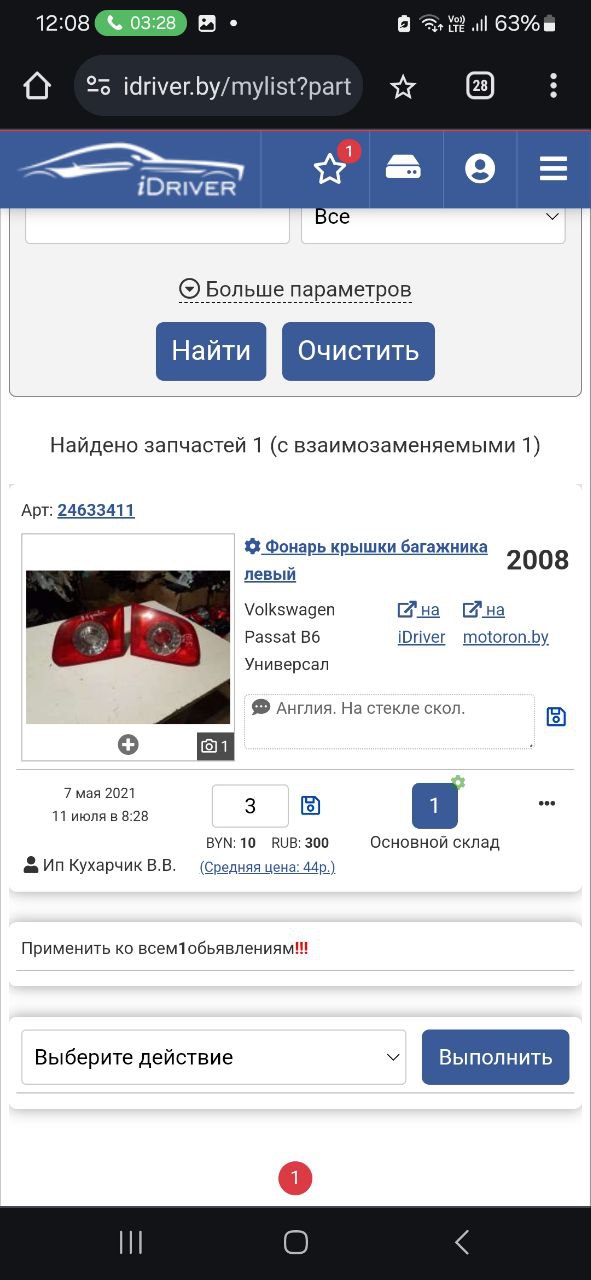 12:08 03:28 Vo)) LTE 63%
idriver.by/mylist?part 28
iDRIVER 1
Все
Больше параметров
Найти Очистить
Найдено запчастей 1 (с взаимозаменяемыми 1)
Арт: 24633411
Фонарь крышки багажника
левый
2008
Volkswagen
Passat B6
Универсал
на
iDriver
на
motoron.by
Англия. На стекле скол.
1
7 мая 2021
11 июля в 8:28
3
1
BYN: 10 RUB: 300
Основной склад
Ип Кухарчик В.В.
(Средняя цена: 44р.)
Применить ко всем1обьявлениям!!!
Выберите действие
Выполнить
1